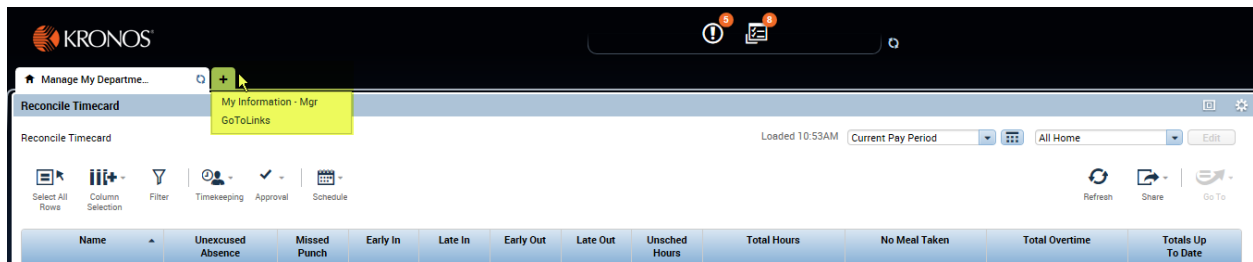 5 8
KRONOS
Manage My Departme... +
My Information - Mgr
GoToLinks
Reconcile Timecard
Reconcile Timecard Loaded 10:53AM Current Pay Period All Home Edit
Select All Rows Column Selection Filter Timekeeping Approval Schedule Refresh Share Go To
Name Unexcused Absence Missed Punch Early In Late In Early Out Late Out Unsched Hours Total Hours No Meal Taken Total Overtime Totals Up To Date